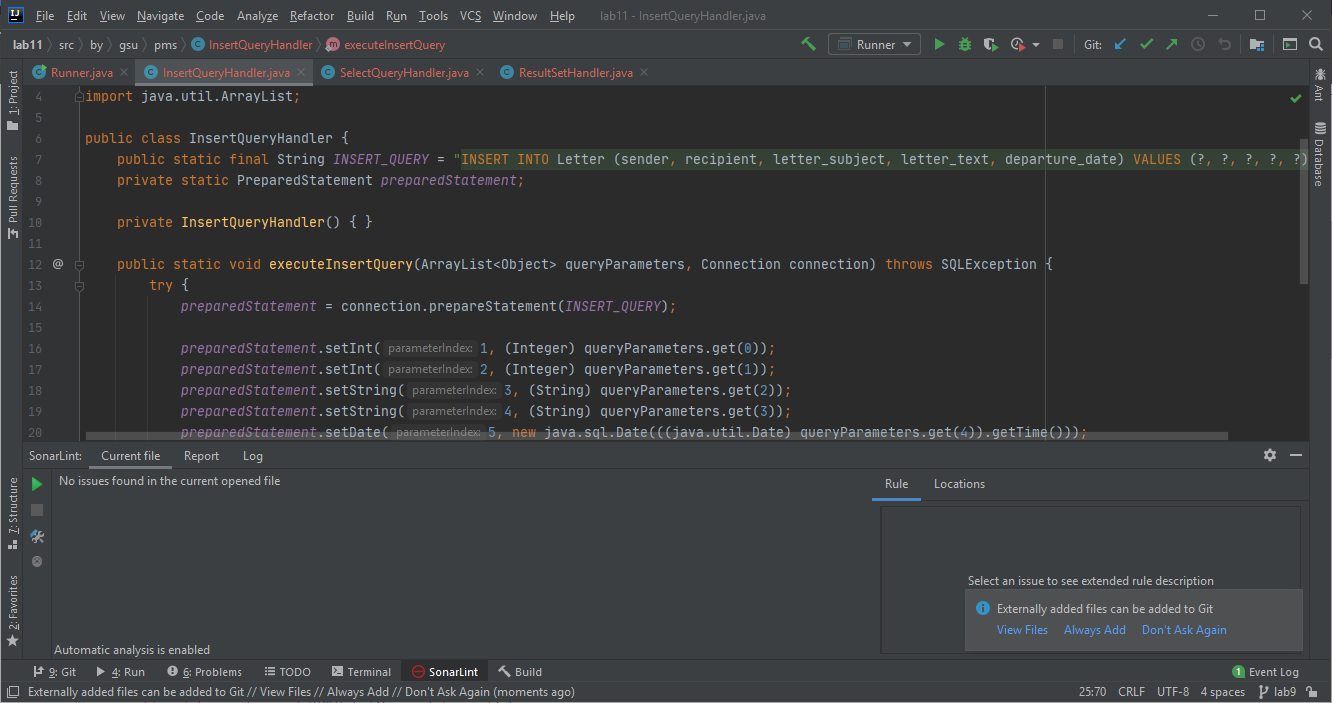 File Edit View Navigate Code Analyze Refactor Build Run Tools VCS Window Help lab11 - InsertQueryHandler.java
lab11 src by gsu pms InsertQueryHandler executeInsertQuery Runner Git:
Runner.java InsertQueryHandler.java SelectQueryHandler.java ResultSetHandler.java
1: Project
Pull Requests
7: Structure
2: Favorites
Ant
Database
4 import java.util.ArrayList;
5
6 public class InsertQueryHandler {
7 public static final String INSERT_QUERY = "INSERT INTO Letter (sender, recipient, letter_subject, letter_text, departure_date) VALUES (?, ?, ?, ?, ?)
8 private static PreparedStatement preparedStatement;
9
10 private InsertQueryHandler() { }
11
12 @ public static void executeInsertQuery(ArrayList<Object> queryParameters, Connection connection) throws SQLException {
13 try {
14 preparedStatement = connection.prepareStatement(INSERT_QUERY);
15
16 preparedStatement.setInt( parameterIndex: 1, (Integer) queryParameters.get(0));
17 preparedStatement.setInt( parameterIndex: 2, (Integer) queryParameters.get(1));
18 preparedStatement.setString( parameterIndex: 3, (String) queryParameters.get(2));
19 preparedStatement.setString( parameterIndex: 4, (String) queryParameters.get(3));
20 preparedStatement.setDate( parameterIndex: 5, new java.sql.Date(((java.util.Date) queryParameters.get(4)).getTime()));
SonarLint: Current file Report Log
No issues found in the current opened file
Rule Locations
Select an issue to see extended rule description
Externally added files can be added to Git
View Files Always Add Don't Ask Again
Automatic analysis is enabled
9: Git 4: Run 6: Problems TODO Terminal SonarLint Build 1 Event Log
Externally added files can be added to Git // View Files // Always Add // Don't Ask Again (moments ago) 25:70 CRLF UTF-8 4 spaces lab9